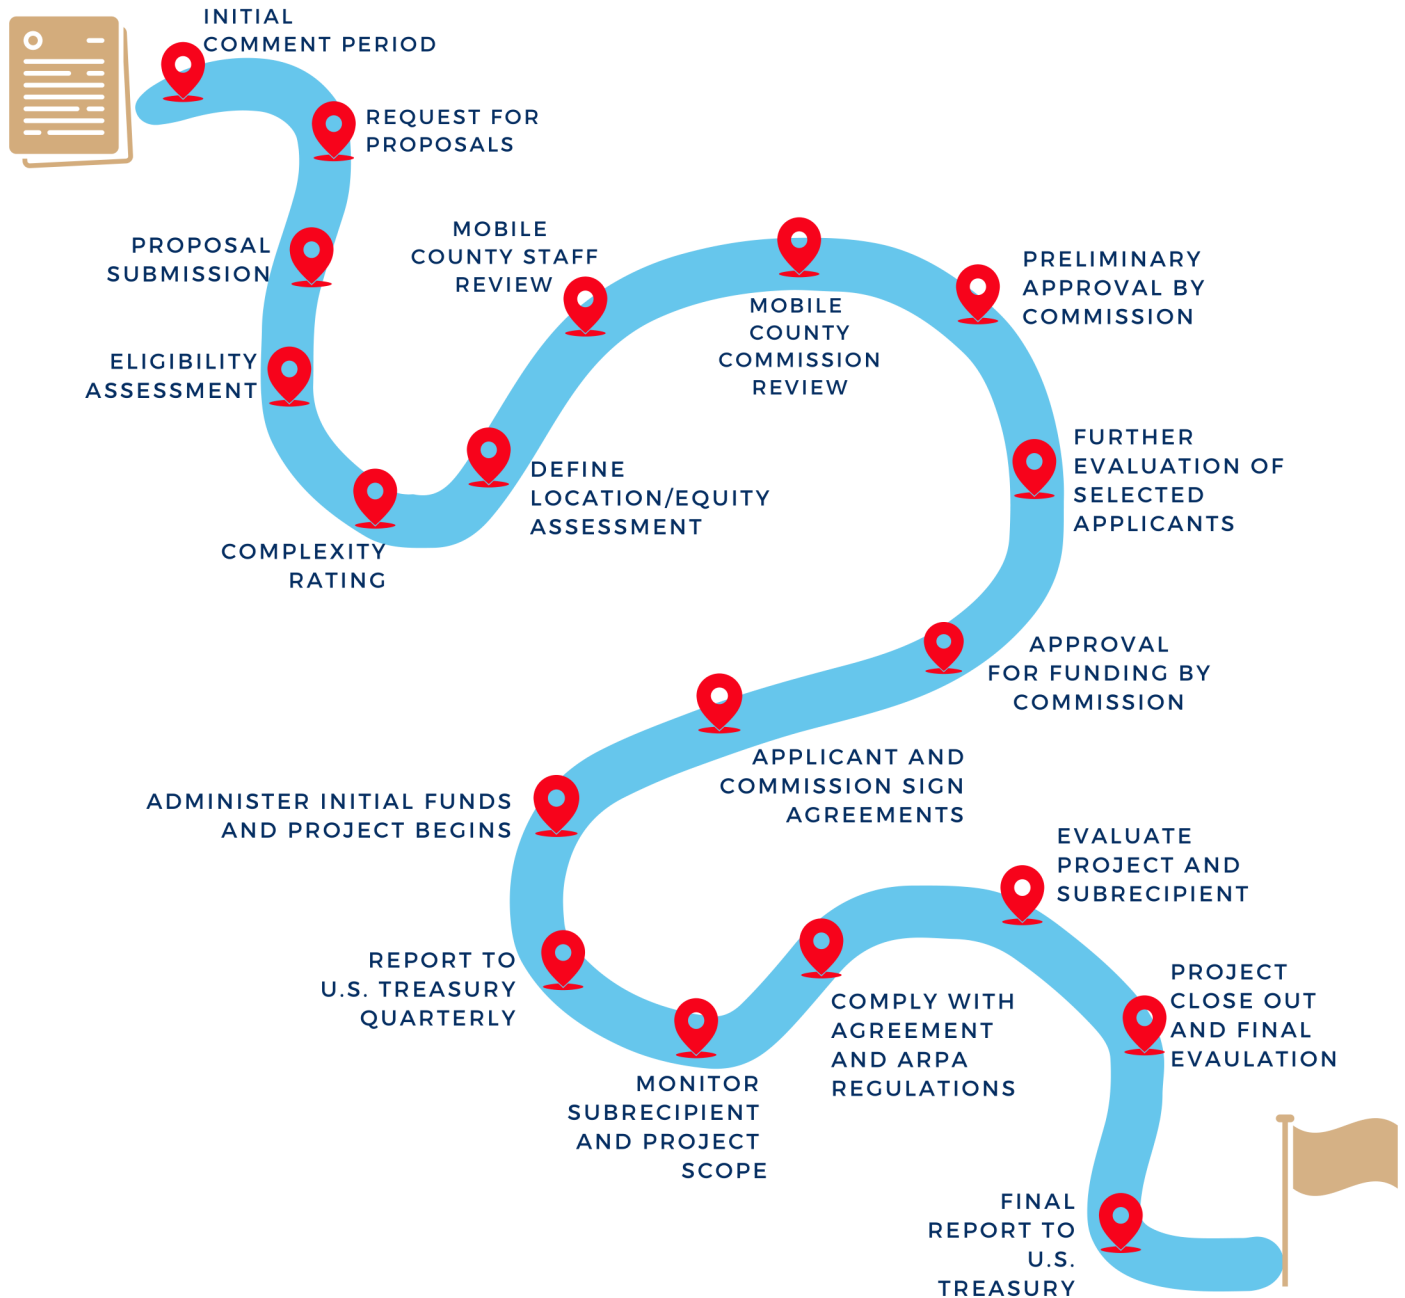 INITIAL
COMMENT PERIOD
REQUEST FOR
PROPOSALS
PROPOSAL
SUBMISSION
ELIGIBILITY
ASSESSMENT
COMPLEXITY
RATING
DEFINE
LOCATION/EQUITY
ASSESSMENT
MOBILE
COUNTY STAFF
REVIEW
MOBILE
COUNTY
COMMISSION
REVIEW
PRELIMINARY
APPROVAL BY
COMMISSION
FURTHER
EVALUATION OF
SELECTED
APPLICANTS
APPROVAL
FOR FUNDING BY
COMMISSION
APPLICANT AND
COMMISSION SIGN
AGREEMENTS
ADMINISTER INITIAL FUNDS
AND PROJECT BEGINS
REPORT TO
U.S. TREASURY
QUARTERLY
MONITOR
SUBRECIPIENT
AND PROJECT
SCOPE
COMPLY WITH
AGREEMENT
AND ARPA
REGULATIONS
EVALUATE
PROJECT AND
SUBRECIPIENT
PROJECT
CLOSE OUT
AND FINAL
EVAULATION
FINAL
REPORT TO
U.S.
TREASURY